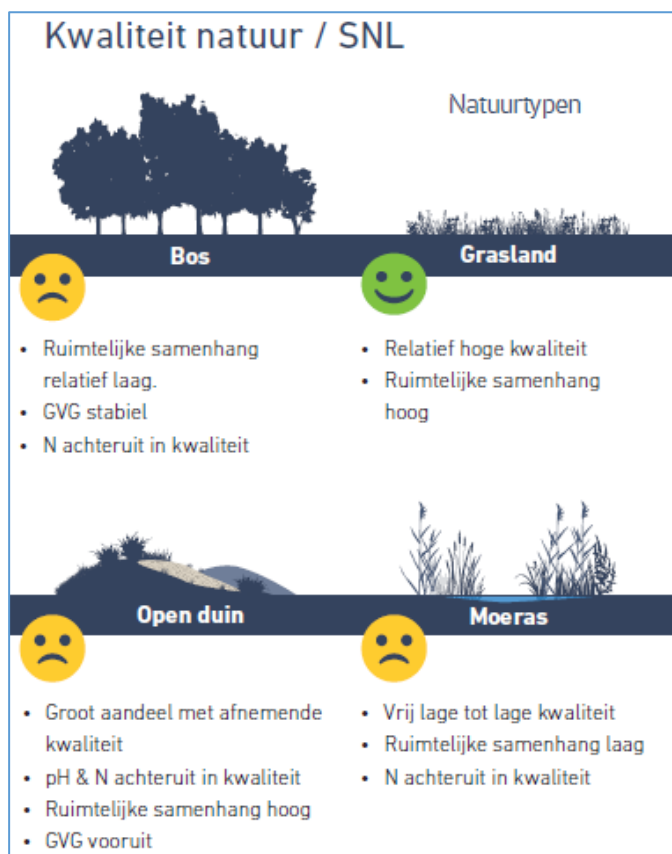 Kwaliteit natuur / SNL
Natuurtypen
Bos
• Ruimtelijke samenhang
relatief laag.
• GVG stabiel
• N achteruit in kwaliteit
Grasland
• Relatief hoge kwaliteit
• Ruimtelijke samenhang
hoog
Open duin
• Groot aandeel met afnemende
kwaliteit
• pH & N achteruit in kwaliteit
• Ruimtelijke samenhang hoog
• GVG vooruit
Moeras
• Vrij lage tot lage kwaliteit
• Ruimtelijke samenhang laag
• N achteruit in kwaliteit